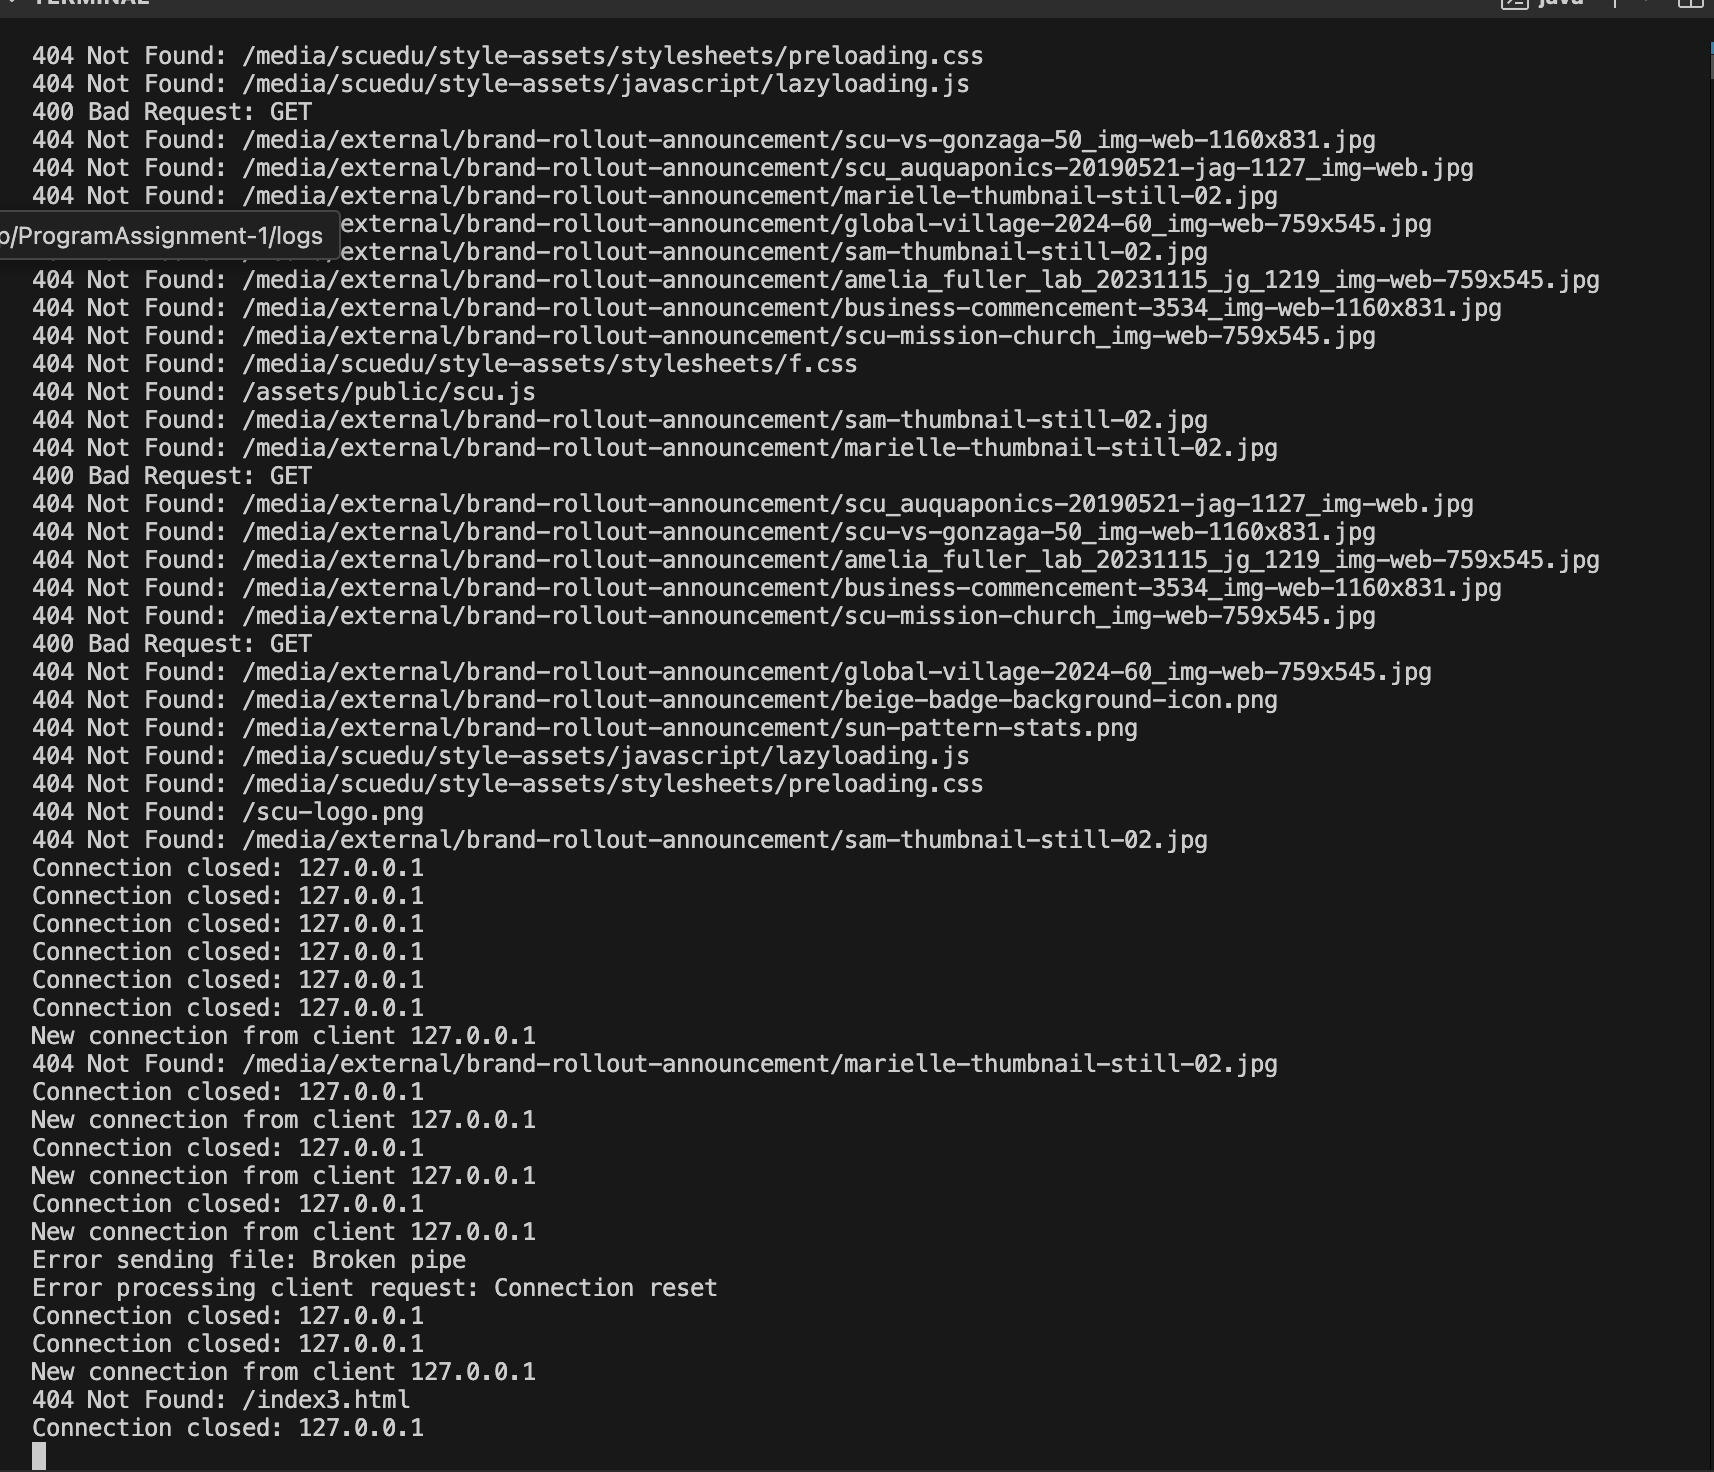 TERMINAL
java
404 Not Found: /media/scuedu/style-assets/stylesheets/preloading.css
404 Not Found: /media/scuedu/style-assets/javascript/lazyloading.js
400 Bad Request: GET
404 Not Found: /media/external/brand-rollout-announcement/scu-vs-gonzaga-50_img-web-1160x831.jpg
404 Not Found: /media/external/brand-rollout-announcement/scu_auquaponics-20190521-jag-1127_img-web.jpg
404 Not Found: /media/external/brand-rollout-announcement/marielle-thumbnail-still-02.jpg
external/brand-rollout-announcement/global-village-2024-60_img-web-759x545.jpg
o/ProgramAssignment-1/logs
external/brand-rollout-announcement/sam-thumbnail-still-02.jpg
404 Not Found: /media/external/brand-rollout-announcement/amelia_fuller_lab_20231115_jg_1219_img-web-759x545.jpg
404 Not Found: /media/external/brand-rollout-announcement/business-commencement-3534_img-web-1160x831.jpg
404 Not Found: /media/external/brand-rollout-announcement/scu-mission-church_img-web-759x545.jpg
404 Not Found: /media/scuedu/style-assets/stylesheets/f.css
404 Not Found: /assets/public/scu.js
404 Not Found: /media/external/brand-rollout-announcement/sam-thumbnail-still-02.jpg
404 Not Found: /media/external/brand-rollout-announcement/marielle-thumbnail-still-02.jpg
400 Bad Request: GET
404 Not Found: /media/external/brand-rollout-announcement/scu_auquaponics-20190521-jag-1127_img-web.jpg
404 Not Found: /media/external/brand-rollout-announcement/scu-vs-gonzaga-50_img-web-1160x831.jpg
404 Not Found: /media/external/brand-rollout-announcement/amelia_fuller_lab_20231115_jg_1219_img-web-759x545.jpg
404 Not Found: /media/external/brand-rollout-announcement/business-commencement-3534_img-web-1160x831.jpg
404 Not Found: /media/external/brand-rollout-announcement/scu-mission-church_img-web-759x545.jpg
400 Bad Request: GET
404 Not Found: /media/external/brand-rollout-announcement/global-village-2024-60_img-web-759x545.jpg
404 Not Found: /media/external/brand-rollout-announcement/beige-badge-background-icon.png
404 Not Found: /media/external/brand-rollout-announcement/sun-pattern-stats.png
404 Not Found: /media/scuedu/style-assets/javascript/lazyloading.js
404 Not Found: /media/scuedu/style-assets/stylesheets/preloading.css
404 Not Found: /scu-logo.png
404 Not Found: /media/external/brand-rollout-announcement/sam-thumbnail-still-02.jpg
Connection closed: 127.0.0.1
Connection closed: 127.0.0.1
Connection closed: 127.0.0.1
Connection closed: 127.0.0.1
Connection closed: 127.0.0.1
Connection closed: 127.0.0.1
New connection from client 127.0.0.1
404 Not Found: /media/external/brand-rollout-announcement/marielle-thumbnail-still-02.jpg
Connection closed: 127.0.0.1
New connection from client 127.0.0.1
Connection closed: 127.0.0.1
New connection from client 127.0.0.1
Connection closed: 127.0.0.1
New connection from client 127.0.0.1
Error sending file: Broken pipe
Error processing client request: Connection reset
Connection closed: 127.0.0.1
Connection closed: 127.0.0.1
New connection from client 127.0.0.1
404 Not Found: /index3.html
Connection closed: 127.0.0.1